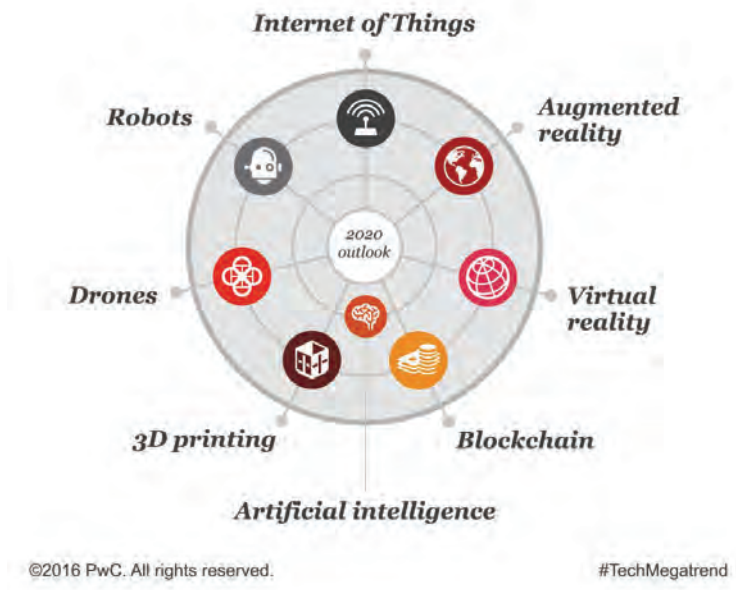 Internet of Things
Robots
Augmented
reality
2020
outlook
Drones
Virtual
reality
3D printing
Blockchain
Artificial intelligence
©2016 PwC. All rights reserved.
#TechMegatrend